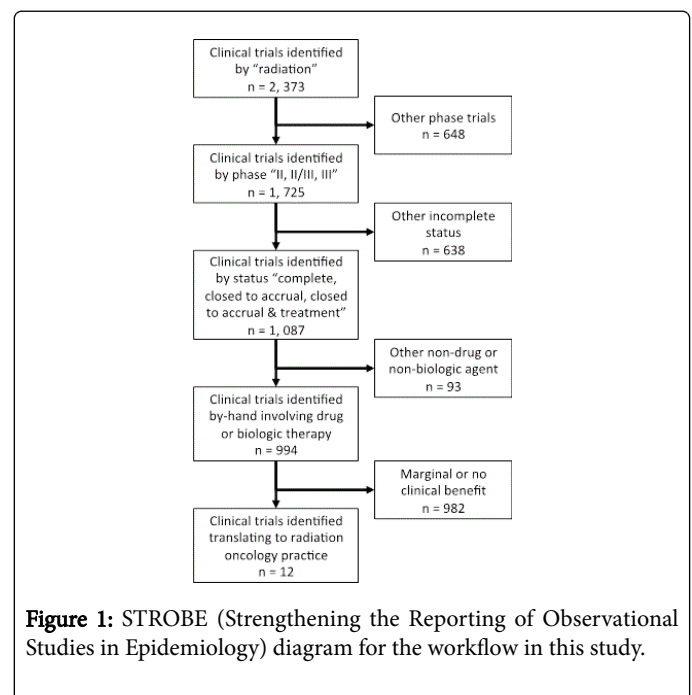 Clinical trials identified
by “radiation”
n = 2, 373
Other phase trials
n = 648
Clinical trials identified
by phase “II, II/III, III”
n = 1, 725
Other incomplete
status
n = 638
Clinical trials identified
by status “complete,
closed to accrual, closed
to accrual & treatment”
n = 1, 087
Other non-drug or
non-biologic agent
n = 93
Clinical trials identified
by-hand involving drug
or biologic therapy
n = 994
Marginal or no
clinical benefit
n = 982
Clinical trials identified
translating to radiation
oncology practice
n = 12
Figure 1: STROBE (Strengthening the Reporting of Observational
Studies in Epidemiology) diagram for the workflow in this study.